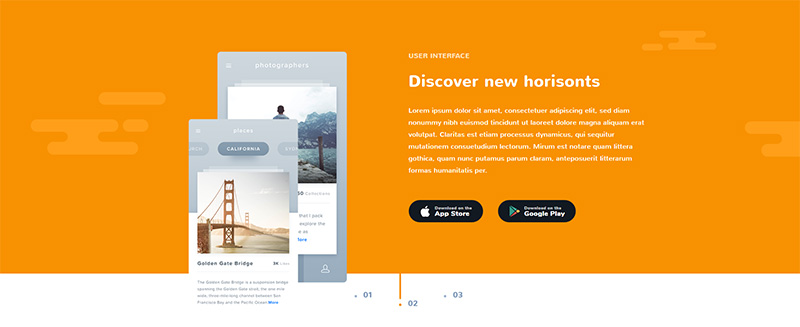 photographers
50 Collections
that I pack
explore the
as
More
places
RCH
CALIFORNIA
STR
Golden Gate Bridge
3K Likes
The Golden Gate Bridge is a suspension bridge
spanning the Golden Gate strait, the one mile
wide, three-mile-long channel between San
Francisco Bay and the Pacific Ocean More
USER INTERFACE
Discover new horisonts
Lorem ipsum dolor sit amet, consectetuer adipiscing elit, sed diam
nonummy nibh euismod tincidunt ut laoreet dolore magna aliquam erat
volutpat. Claritas est etiam processus dynamicus, qui sequitur
mutationem consuetudium lectorum. Mirum est notare quam littera
gothica, quam nunc putamus parum claram, anteposuerit litterarum
formas humanitatis per.
Download on the
App Store
Download on the
Google Play
01
02
03